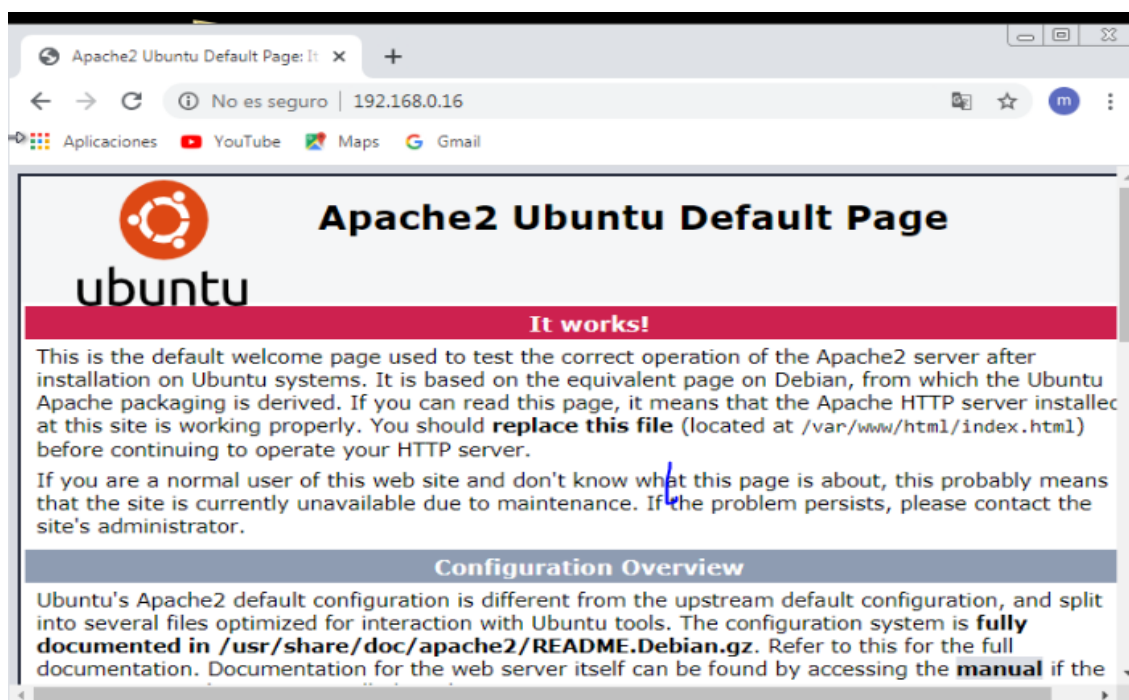 Apache2 Ubuntu Default Page: It
No es seguro | 192.168.0.16
m
Aplicaciones YouTube Maps G Gmail
ubuntu
Apache2 Ubuntu Default Page
It works!
This is the default welcome page used to test the correct operation of the Apache2 server after
installation on Ubuntu systems. It is based on the equivalent page on Debian, from which the Ubuntu
Apache packaging is derived. If you can read this page, it means that the Apache HTTP server installed
at this site is working properly. You should replace this file (located at /var/www/html/index.html)
before continuing to operate your HTTP server.
If you are a normal user of this web site and don't know what this page is about, this probably means
that the site is currently unavailable due to maintenance. If the problem persists, please contact the
site's administrator.
Configuration Overview
Ubuntu's Apache2 default configuration is different from the upstream default configuration, and split
into several files optimized for interaction with Ubuntu tools. The configuration system is fully
documented in /usr/share/doc/apache2/README.Debian.gz. Refer to this for the full
documentation. Documentation for the web server itself can be found by accessing the manual if the